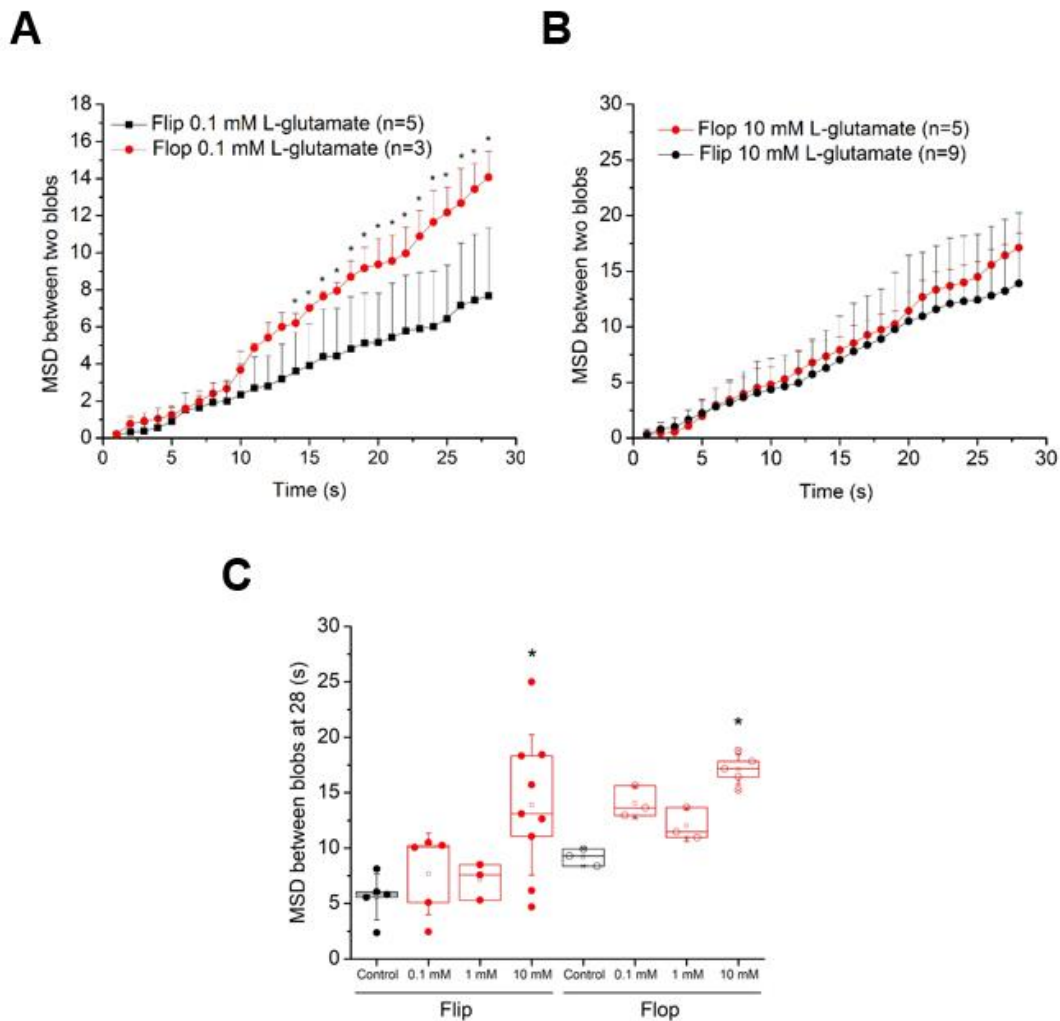 A
18
16
14
12
10
8
6
4
2
0
MSD between two blobs
Flip 0.1 mM L-glutamate (n=5)
Flop 0.1 mM L-glutamate (n=3)
* * * * * * * * * * * * * * *
0 5 10 15 20 25 30
Time (s)
B
30
25
20
15
10
5
0
MSD between two blobs
Flop 10 mM L-glutamate (n=5)
Flip 10 mM L-glutamate (n=9)
0 5 10 15 20 25 30
Time (s)
C
30
25
20
15
10
5
0
MSD between blobs at 28 (s)
*
*
Control 0.1 mM 1 mM 10 mM Control 0.1 mM 1 mM 10 mM
Flip Flop